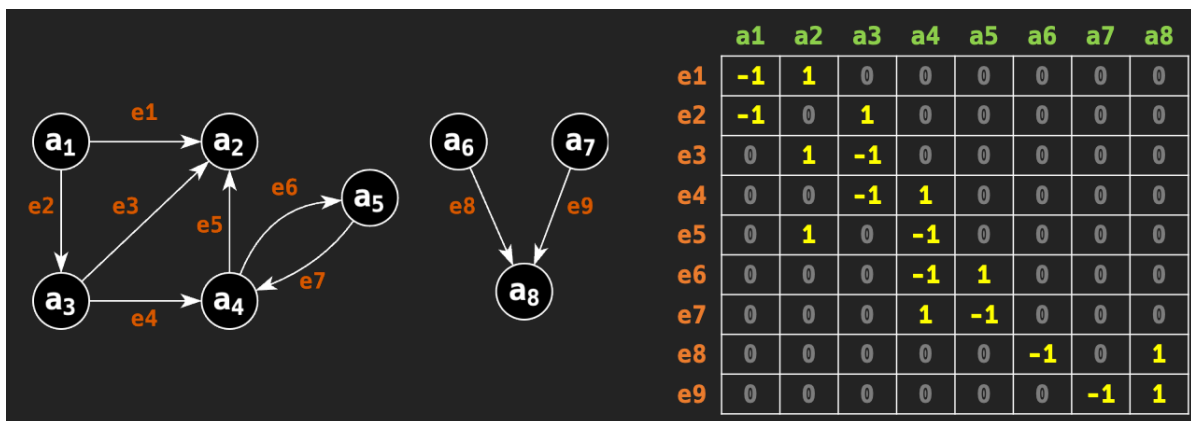 e1
a1 a2 a6 a7
e6
a5
e2 e3 e5 e8 e9
e7
a3 a4 a8
e4
a1 a2 a3 a4 a5 a6 a7 a8
e1 -1 1 0 0 0 0 0 0
e2 -1 0 1 0 0 0 0 0
e3 0 1 -1 0 0 0 0 0
e4 0 0 -1 1 0 0 0 0
e5 0 1 0 -1 0 0 0 0
e6 0 0 0 -1 1 0 0 0
e7 0 0 0 1 -1 0 0 0
e8 0 0 0 0 0 -1 0 1
e9 0 0 0 0 0 0 -1 1